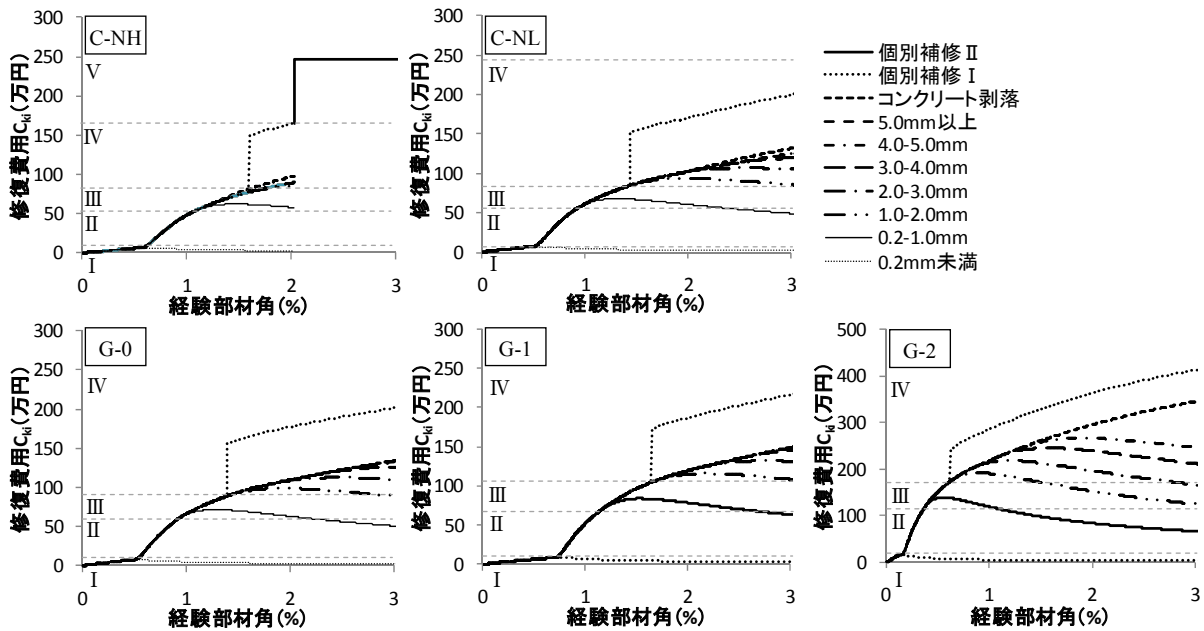 C-NH
修復費用Cki(万円)
300
250
200
150
100
50
0
Ⅴ
Ⅳ
Ⅲ
Ⅱ
Ⅰ
0 1 2 3
経験部材角(%)
C-NL
修復費用Cki(万円)
300
250
200
150
100
50
0
Ⅳ
Ⅲ
Ⅱ
Ⅰ
0 1 2 3
経験部材角(%)
個別補修Ⅱ
個別補修Ⅰ
コンクリート剥落
5.0mm以上
4.0-5.0mm
3.0-4.0mm
2.0-3.0mm
1.0-2.0mm
0.2-1.0mm
0.2mm未満
G-0
修復費用Cki(万円)
300
250
200
150
100
50
0
Ⅳ
Ⅲ
Ⅱ
Ⅰ
0 1 2 3
経験部材角(%)
G-1
修復費用Cki(万円)
300
250
200
150
100
50
0
Ⅳ
Ⅲ
Ⅱ
Ⅰ
0 1 2 3
経験部材角(%)
G-2
修復費用Cki(万円)
500
400
300
200
100
0
Ⅳ
Ⅲ
Ⅱ
Ⅰ
0 1 2 3
経験部材角(%)